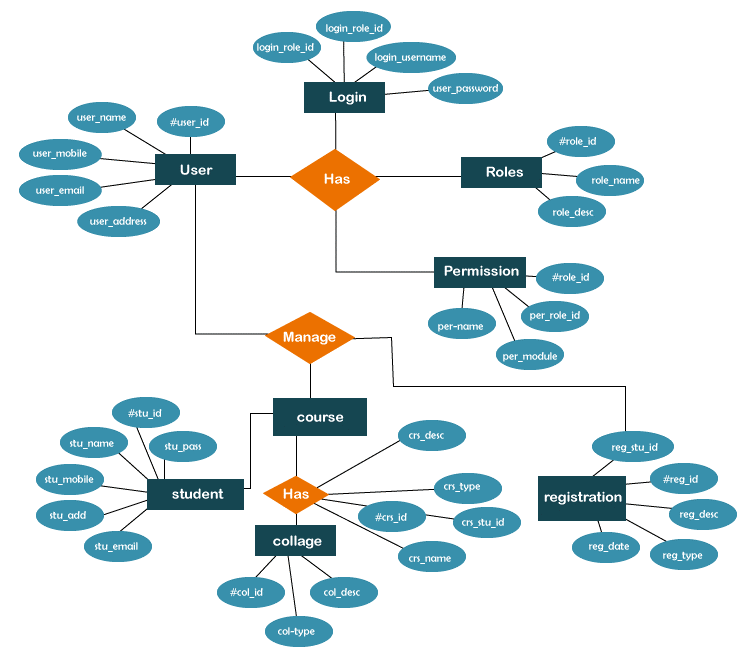 login_role_id
login_role_id
login_username
user_password
Login
user_name
#user_id
user_mobile
User
user_email
user_address
Has
#role_id
Roles
role_name
role_desc
Permission
#role_id
per_role_id
per-name
per_module
Manage
course
#stu_id
stu_name
stu_pass
stu_mobile
student
stu_add
stu_email
crs_desc
Has
crs_type
#crs_id
crs_stu_id
crs_name
collage
#col_id
col_desc
col-type
reg_stu_id
#reg_id
registration
reg_desc
reg_date
reg_type